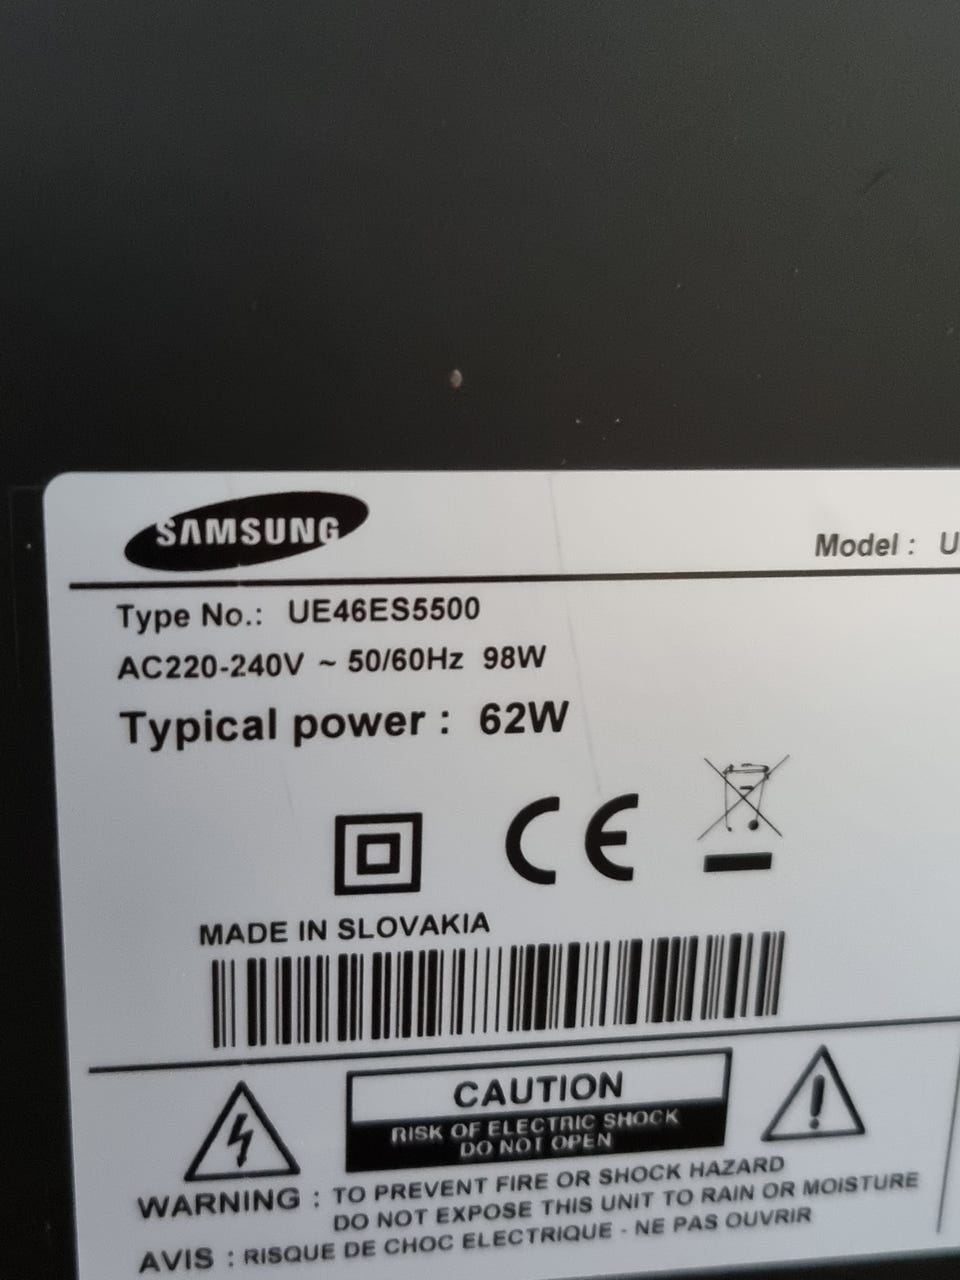 SAMSUNG
Model : U
Type No.: UE46ES5500
AC220-240V ~ 50/60Hz 98W
Typical power : 62W
CE
MADE IN SLOVAKIA
CAUTION
RISK OF ELECTRIC SHOCK
DO NOT OPEN
WARNING : TO PREVENT FIRE OR SHOCK HAZARD
DO NOT EXPOSE THIS UNIT TO RAIN OR MOISTURE
AVIS : RISQUE DE CHOC ELECTRIQUE - NE PAS OUVRIR